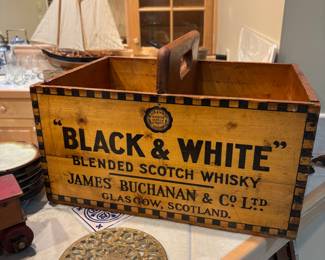 "BLACK & WHITE"
BLENDED SCOTCH WHISKY
JAMES BUCHANAN & Co LTD
GLASGOW, SCOTLAND.